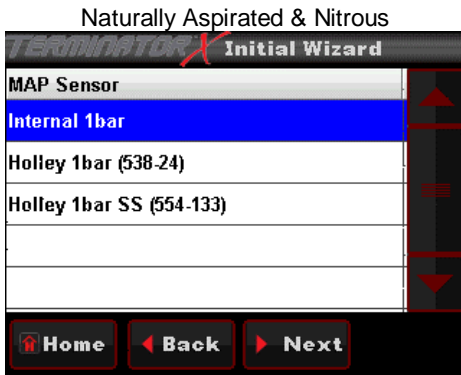 Naturally Aspirated & Nitrous
TERMINATOR X Initial Wizard
MAP Sensor
Internal 1bar
Holley 1bar (538-24)
Holley 1bar SS (554-133)
Home Back Next